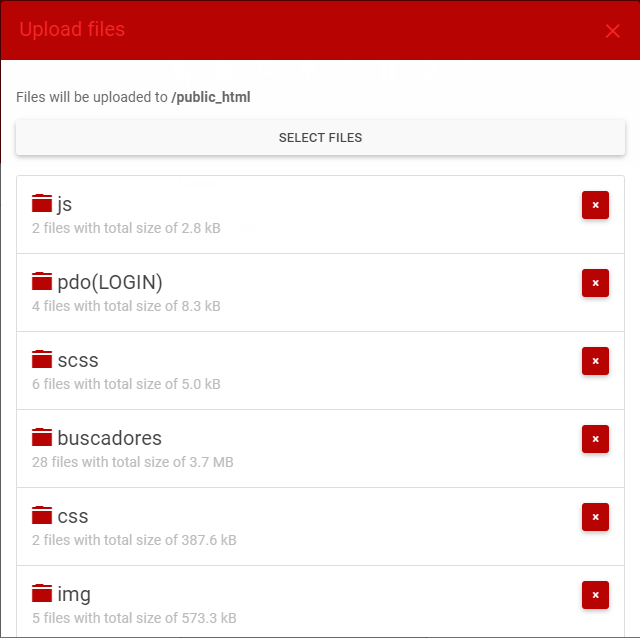 Upload files
Files will be uploaded to /public_html
SELECT FILES
js
2 files with total size of 2.8 kB
pdo(LOGIN)
4 files with total size of 8.3 kB
scss
6 files with total size of 5.0 kB
buscadores
28 files with total size of 3.7 MB
css
2 files with total size of 387.6 kB
img
5 files with total size of 573.3 kB